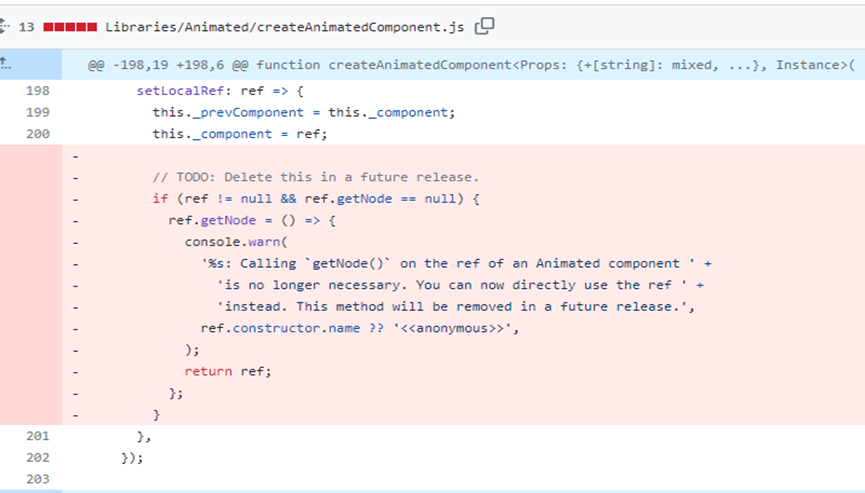 13 Libraries/Animated/createAnimatedComponent.js
@@ -198,19 +198,6 @@ function createAnimatedComponent<Props: {+[string]: mixed, ...}, Instance>(
198 setLocalRef: ref => {
199 this._prevComponent = this._component;
200 this._component = ref;
-
- // TODO: Delete this in a future release.
- if (ref != null && ref.getNode == null) {
- ref.getNode = () => {
- console.warn(
- '%s: Calling `getNode()` on the ref of an Animated component ' +
- 'is no longer necessary. You can now directly use the ref ' +
- 'instead. This method will be removed in a future release.',
- ref.constructor.name ?? '<<anonymous>>',
- );
- return ref;
- };
- }
201 },
202 });
203